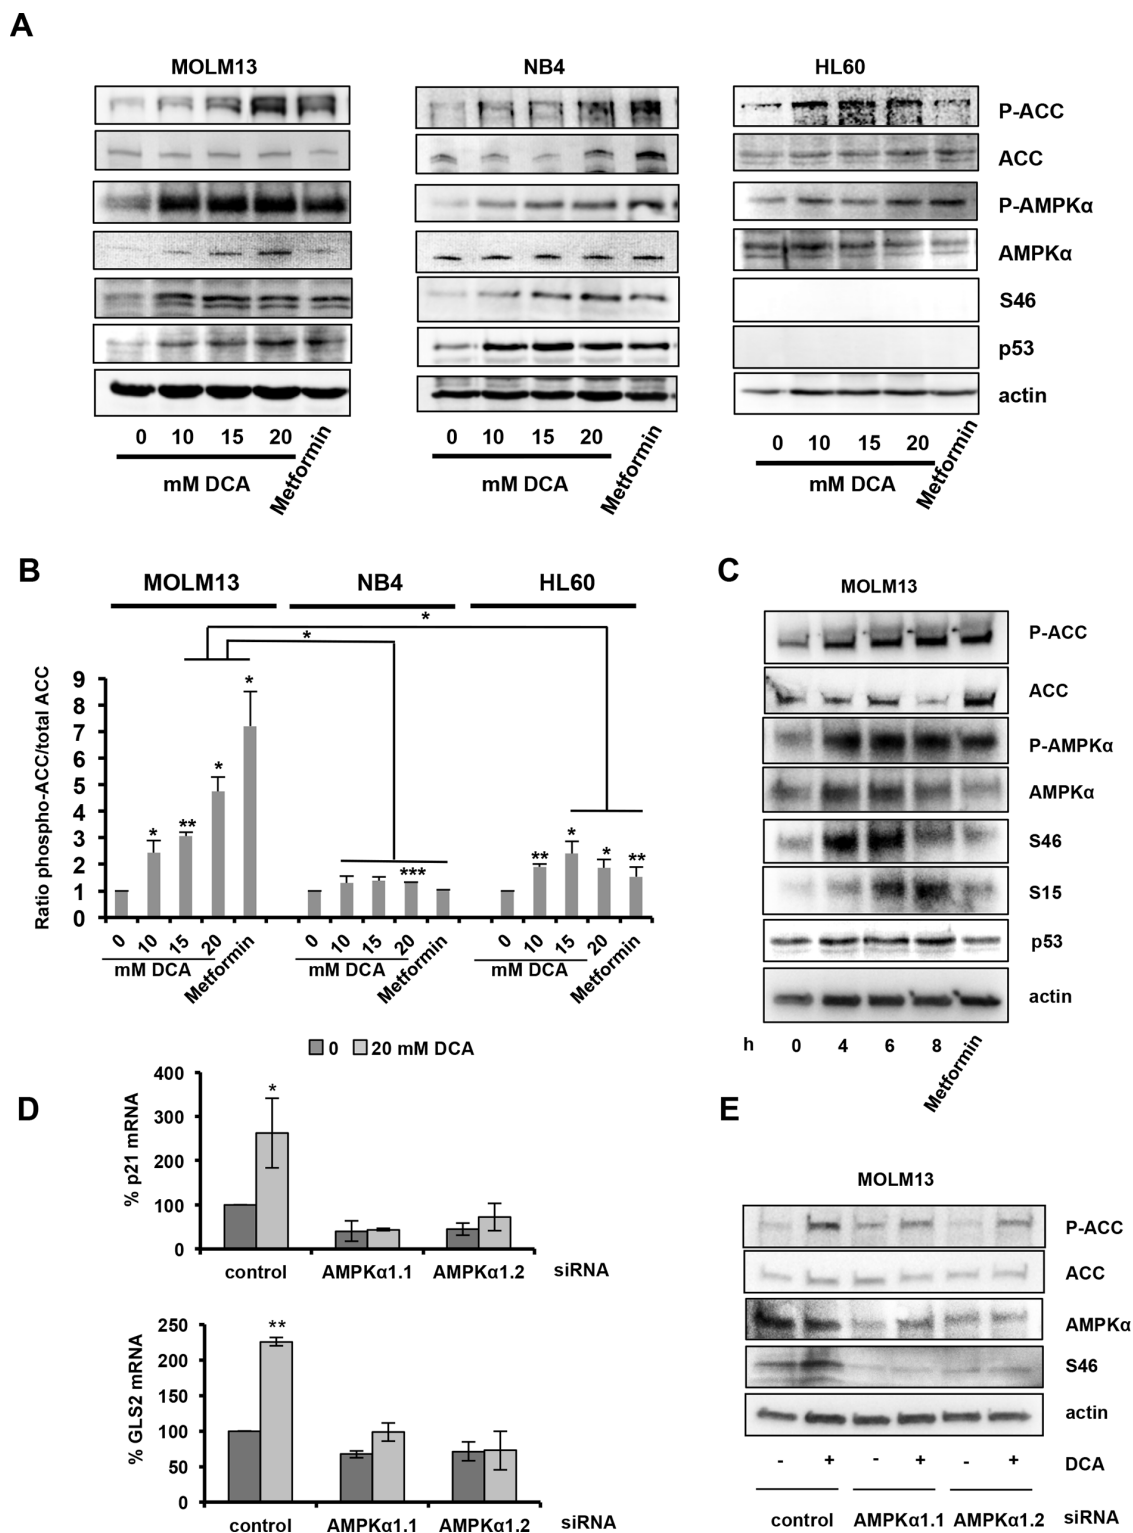 A
MOLM13 NB4 HL60
P-ACC
ACC
P-AMPKα
AMPKα
S46
p53
actin
0 10 15 20 Metformin 0 10 15 20 Metformin 0 10 15 20 Metformin
mM DCA mM DCA mM DCA
B
MOLM13 NB4 HL60
* *
Ratio phospho-ACC/total ACC
9
8
7
6
5
4
3
2
1
0
* ** * * *** ** * * **
0 10 15 20 Metformin 0 10 15 20 Metformin 0 10 15 20 Metformin
mM DCA mM DCA mM DCA
C
MOLM13
P-ACC
ACC
P-AMPKα
AMPKα
S46
S15
p53
actin
h 0 4 6 8 Metformin
D
0 20 mM DCA
% p21 mRNA
400
300
200
100
0
*
control AMPKα1.1 AMPKα1.2 siRNA
% GLS2 mRNA
250
200
150
100
50
0
**
control AMPKα1.1 AMPKα1.2 siRNA
E
MOLM13
P-ACC
ACC
AMPKα
S46
actin
- + - + - + DCA
control AMPKα1.1 AMPKα1.2 siRNA